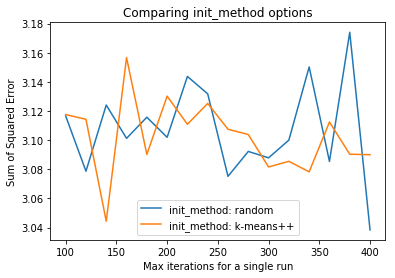 Comparing init_method options
3.18
3.16
3.14
3.12
3.10
3.08
3.06
3.04
Sum of Squared Error
init_method: random
init_method: k-means++
100 150 200 250 300 350 400
Max iterations for a single run